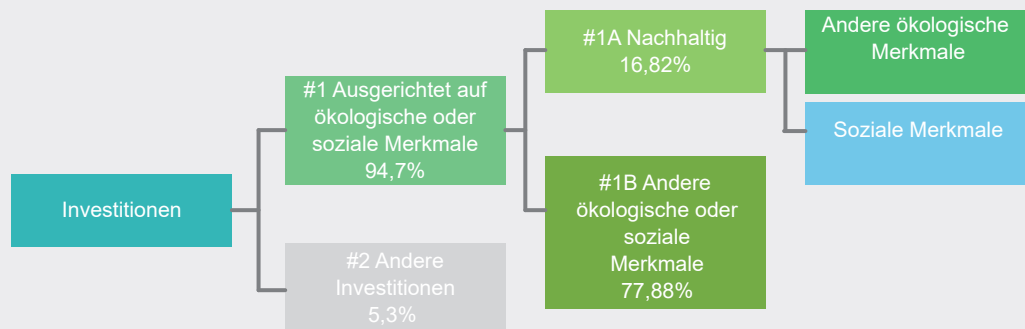 Investitionen
#1 Ausgerichtet auf
ökologische oder
soziale Merkmale
94,7%
#2 Andere
Investitionen
5,3%
#1A Nachhaltig
16,82%
#1B Andere
ökologische oder
soziale
Merkmale
77,88%
Andere ökologische
Merkmale
Soziale Merkmale